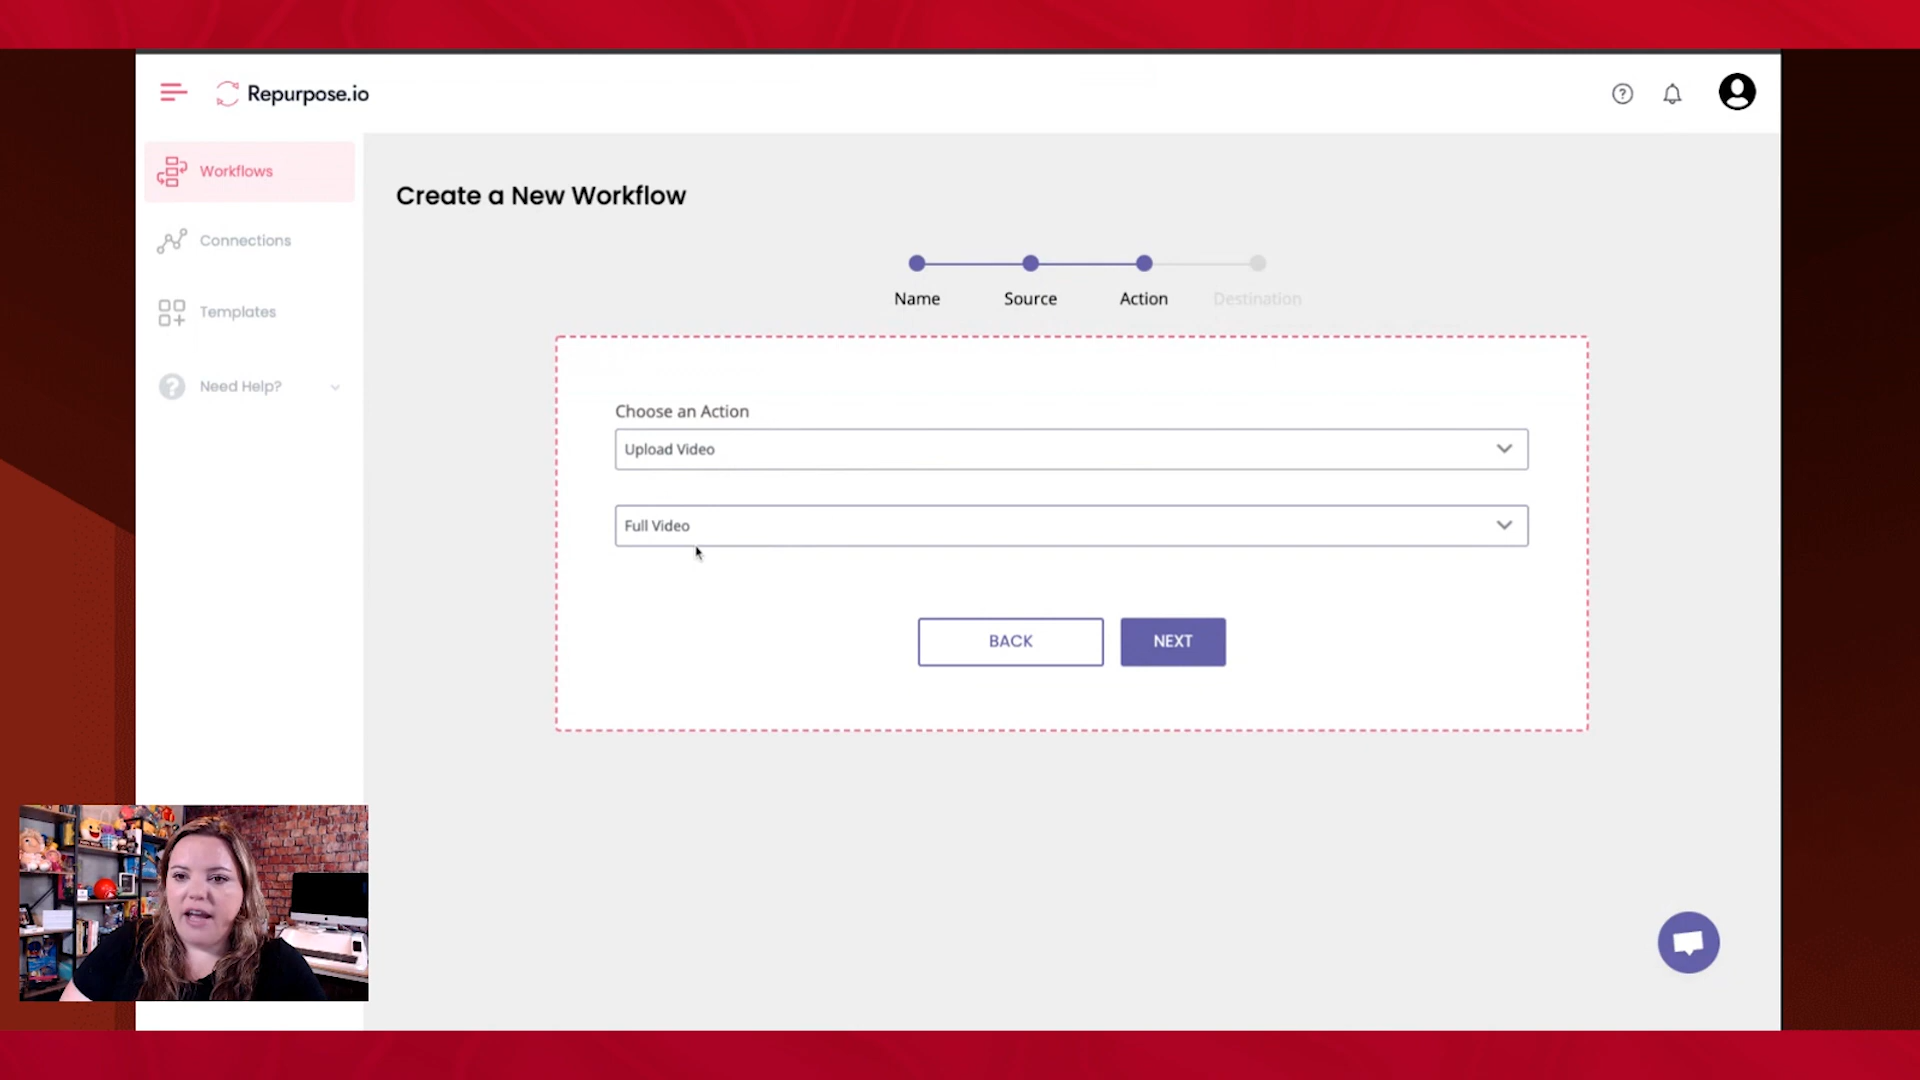 Repurpose.io
Workflows
Connections
Templates
Need Help?
Create a New Workflow
Name
Source
Action
Destination
Choose an Action
Upload Video
Full Video
BACK
NEXT